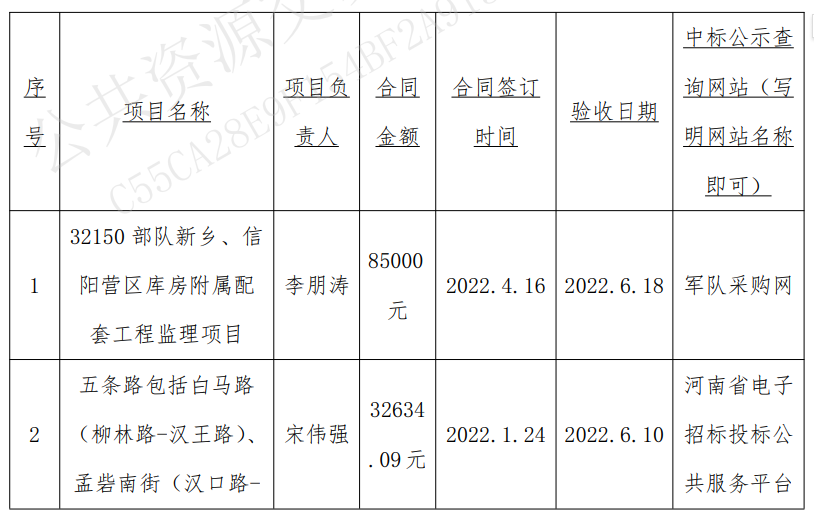 序号
项目名称
项目负责人
合同金额
合同签订时间
验收日期
中标公示查询网站（写明网站名称即可）
1
32150 部队新乡、信
阳营区库房附属配
套工程监理项目
李朋涛
85000
元
2022.4.16
2022.6.18
军队采购网
2
五条路包括白马路
（柳林路-汉王路）、
孟砦南街（汉口路-
宋伟强
32634
.09 元
2022.1.24
2022.6.10
河南省电子
招标投标公
共服务平台
公共资源交